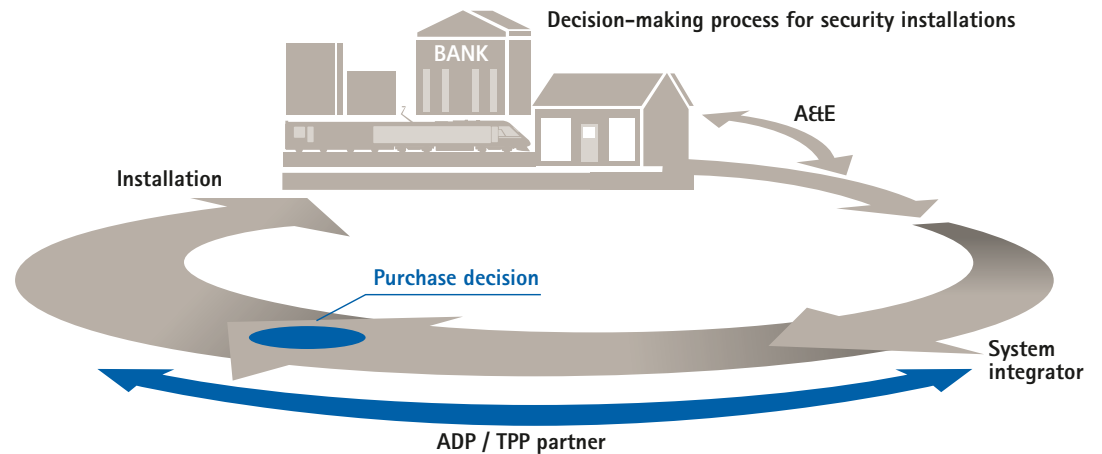 Decision-making process for security installations
BANK
A&E
Installation
Purchase decision
System
integrator
ADP / TPP partner